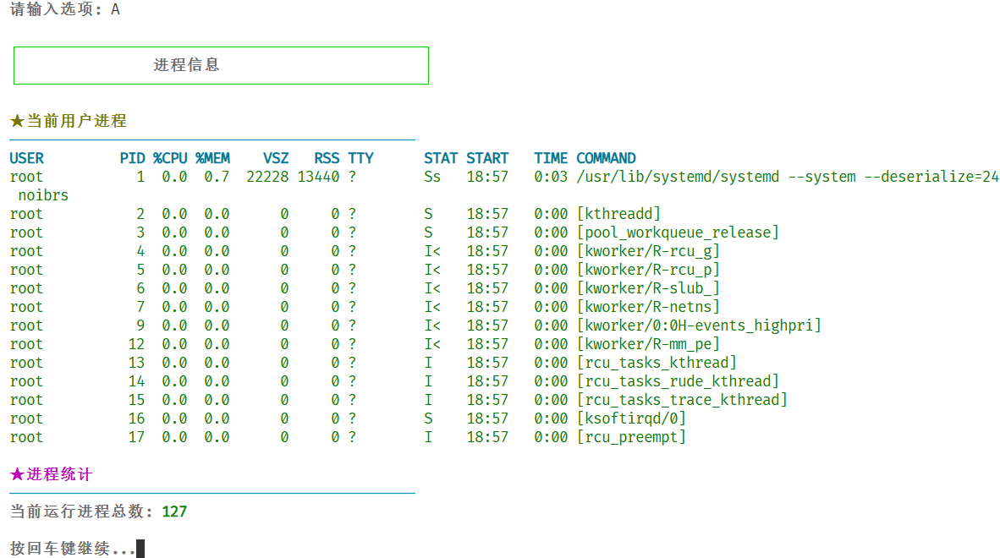 请输入选项: A
进程信息
★当前用户进程
USER PID %CPU %MEM VSZ RSS TTY STAT START TIME COMMAND
root 1 0.0 0.7 22228 13440 ? Ss 18:57 0:03 /usr/lib/systemd/systemd --system --deserialize=24
noibrs
root 2 0.0 0.0 0 0 ? S 18:57 0:00 [kthreadd]
root 3 0.0 0.0 0 0 ? S 18:57 0:00 [pool_workqueue_release]
root 4 0.0 0.0 0 0 ? I< 18:57 0:00 [kworker/R-rcu_g]
root 5 0.0 0.0 0 0 ? I< 18:57 0:00 [kworker/R-rcu_p]
root 6 0.0 0.0 0 0 ? I< 18:57 0:00 [kworker/R-slub_]
root 7 0.0 0.0 0 0 ? I< 18:57 0:00 [kworker/R-netns]
root 9 0.0 0.0 0 0 ? I< 18:57 0:00 [kworker/0:0H-events_highpri]
root 12 0.0 0.0 0 0 ? I< 18:57 0:00 [kworker/R-mm_pe]
root 13 0.0 0.0 0 0 ? I 18:57 0:00 [rcu_tasks_kthread]
root 14 0.0 0.0 0 0 ? I 18:57 0:00 [rcu_tasks_rude_kthread]
root 15 0.0 0.0 0 0 ? I 18:57 0:00 [rcu_tasks_trace_kthread]
root 16 0.0 0.0 0 0 ? S 18:57 0:00 [ksoftirqd/0]
root 17 0.0 0.0 0 0 ? I 18:57 0:00 [rcu_preempt]
★进程统计
当前运行进程总数: 127
按回车键继续...